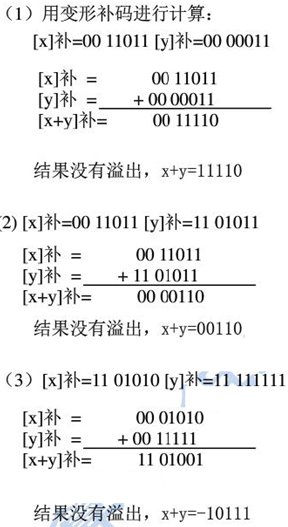 （1）用变形补码进行计算：
[x]补=00 11011 [y]补=00 00011
[x]补 = 00 11011
[y]补 = + 00 00011
[x+y]补= 00 11110
结果没有溢出，x+y=11110
(2) [x]补=00 11011 [y]补=11 01011
[x]补 = 00 11011
[y]补 = + 11 01011
[x+y]补= 00 00110
结果没有溢出，x+y=00110
（3）[x]补=11 01010 [y]补=11 111111
[x]补 = 00 01010
[y]补 = + 00 11111
[x+y]补= 11 01001
结果没有溢出，x+y=−10111